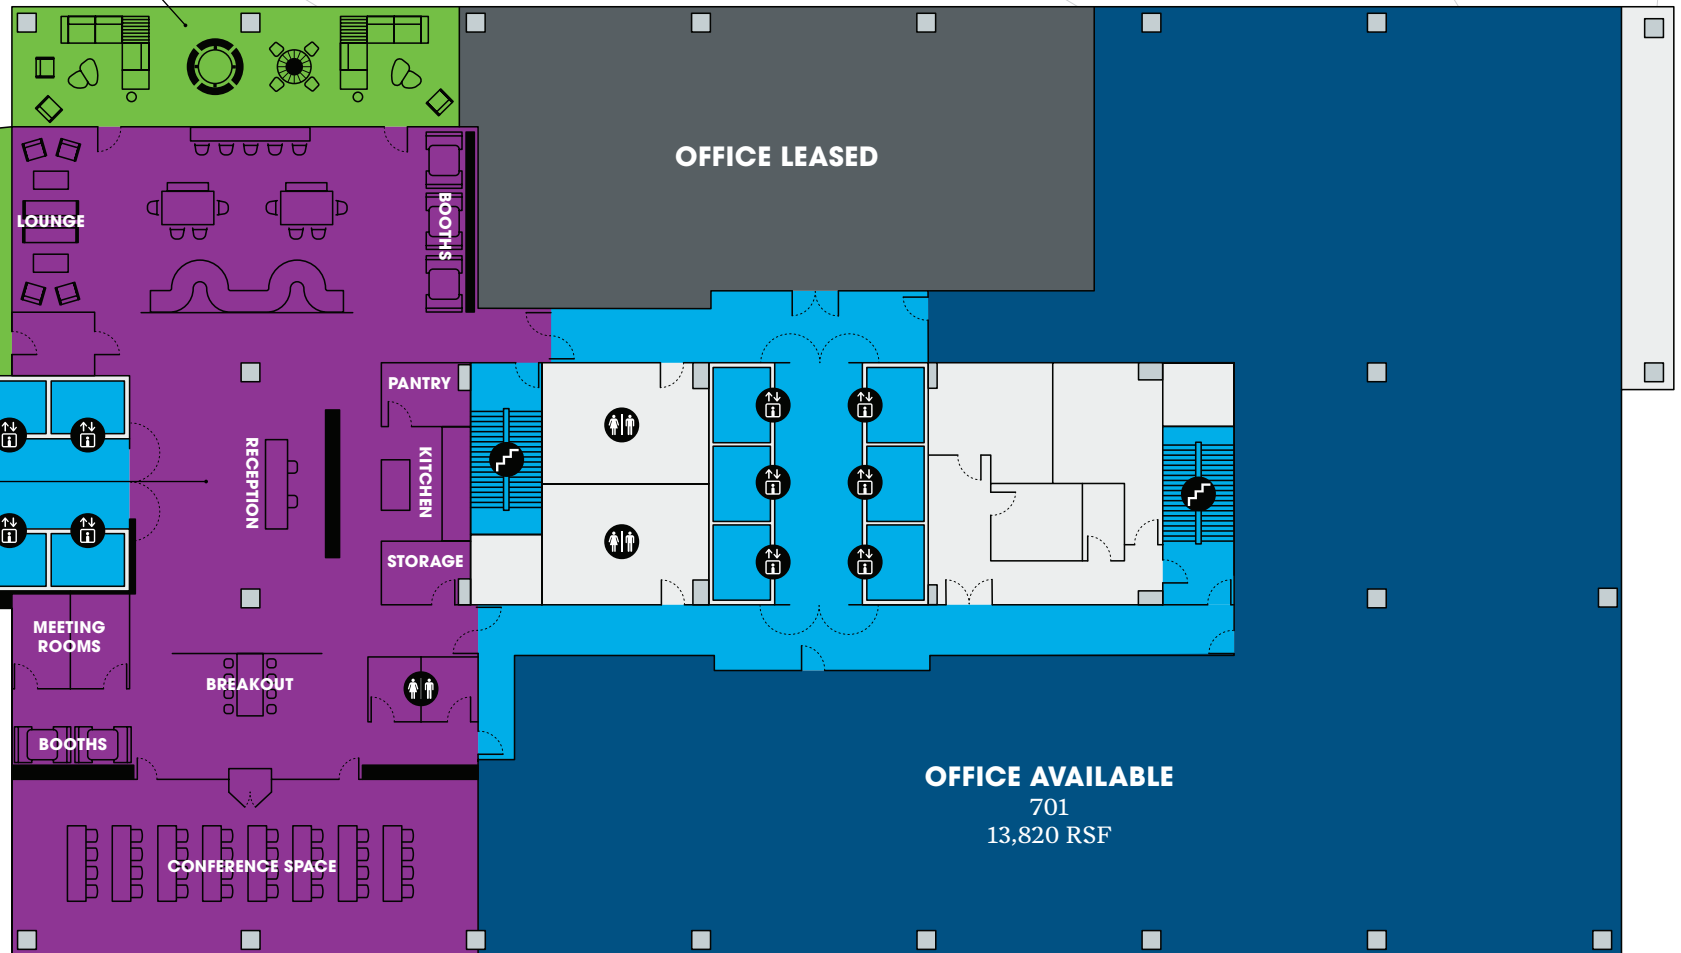 OFFICE LEASED
LOUNGE
BOOTHS
PANTRY
RECEPTION
KITCHEN
STORAGE
MEETING
ROOMS
BREAKOUT
BOOTHS
OFFICE AVAILABLE
701
13,820 RSF
CONFERENCE SPACE